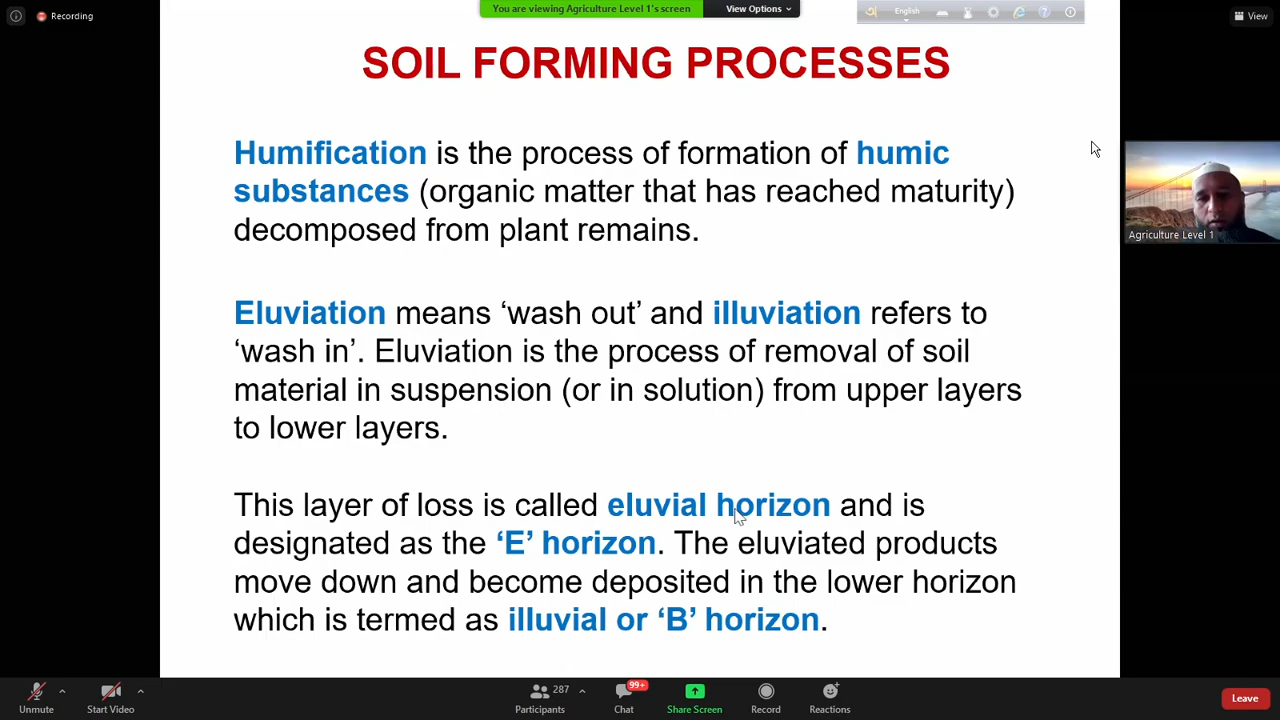 Recording
You are viewing Agriculture Level 1's screen
View Options
English
View
SOIL FORMING PROCESSES
Humification is the process of formation of humic
substances (organic matter that has reached maturity)
decomposed from plant remains.
Agriculture Level 1
Eluviation means ‘wash out’ and illuviation refers to
‘wash in’. Eluviation is the process of removal of soil
material in suspension (or in solution) from upper layers
to lower layers.
This layer of loss is called eluvial horizon and is
designated as the ‘E’ horizon. The eluviated products
move down and become deposited in the lower horizon
which is termed as illuvial or ‘B’ horizon.
Unmute
Start Video
287
Participants
99+
Chat
Share Screen
Record
Reactions
Leave